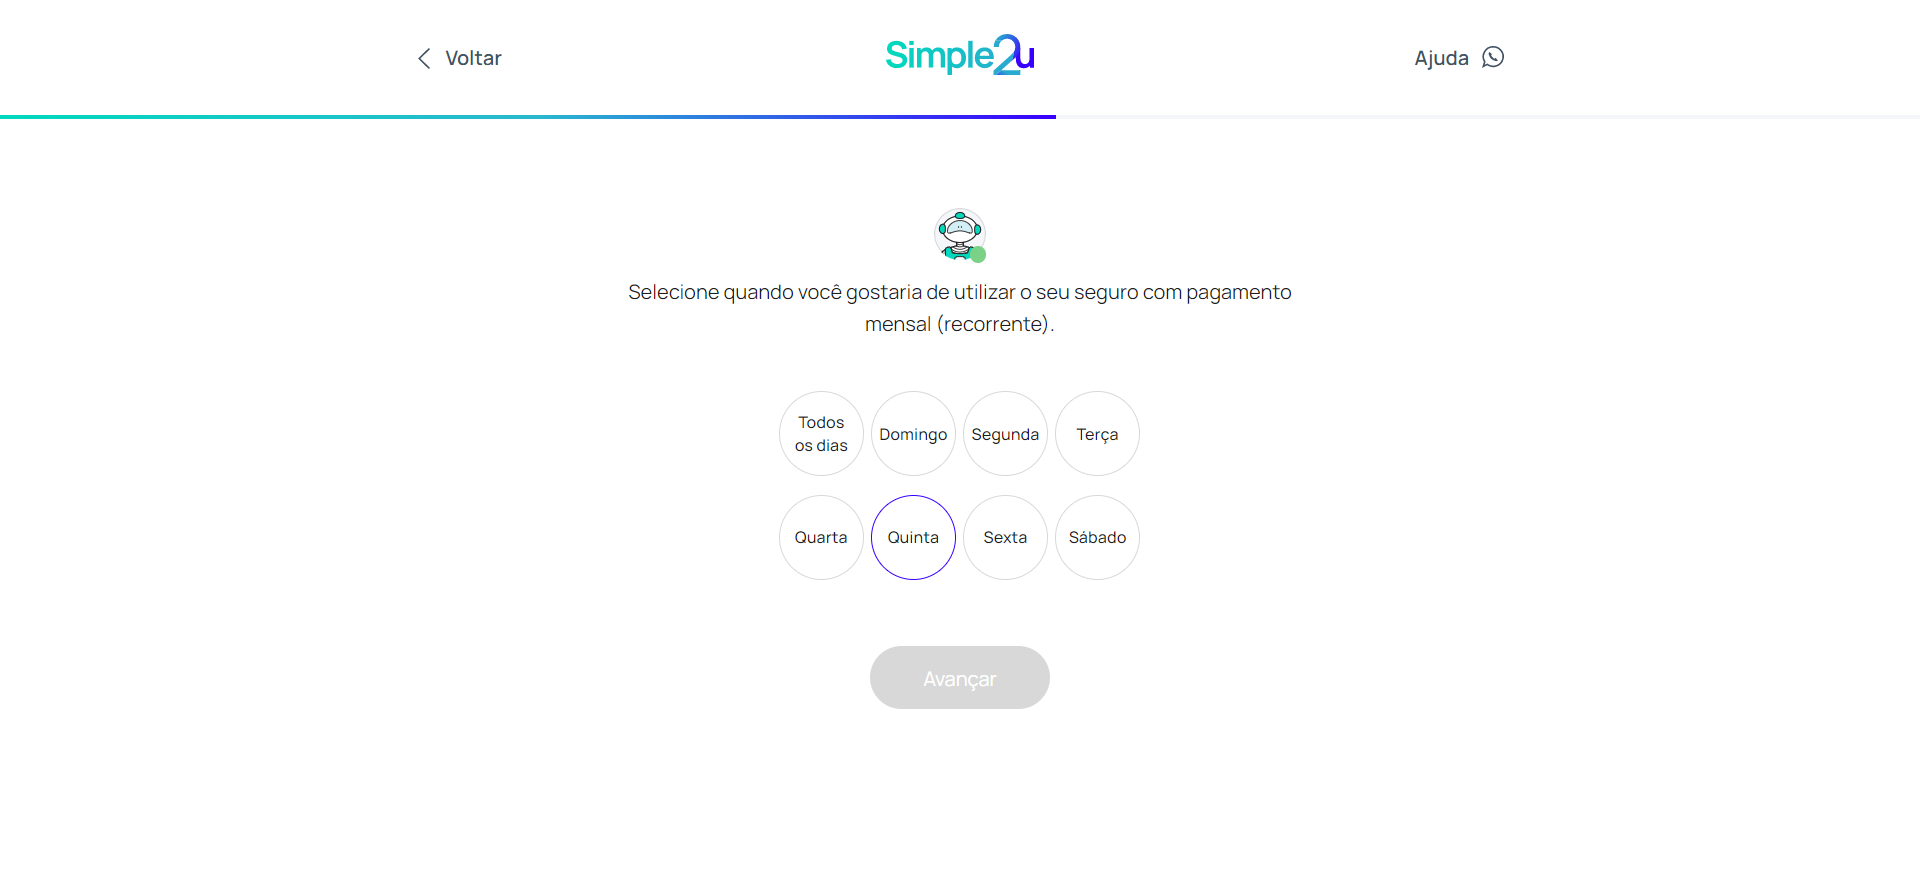 Voltar
Simple2u
Ajuda
Selecione quando você gostaria de utilizar o seu seguro com pagamento
mensal (recorrente).
Todos
os dias
Domingo
Segunda
Terça
Quarta
Quinta
Sexta
Sábado
Avançar